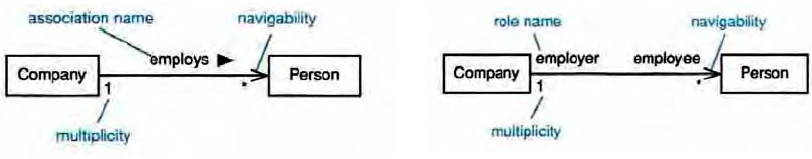 association name
navigability
employs ►
Company
Person
1
*
multiplicity
role name
navigability
employer
employee
Company
Person
1
*
multiplicity